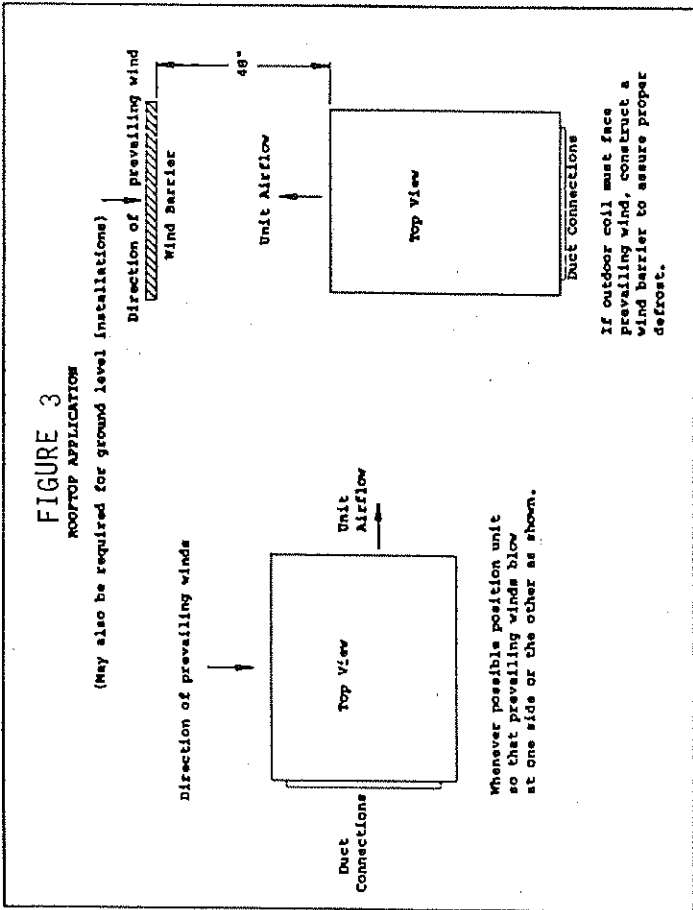 FIGURE 3
ROOFTOP APPLICATION
(May also be required for ground level installations)
Direction of prevailing winds
Top View
Unit
Airflow
Duct
Connections
Whenever possible position unit
so that prevailing winds blow
at one side or the other as shown.
Direction of prevailing wind
Wind Barrier
48"
Unit Airflow
Top View
Duct Connections
If outdoor coil must face
prevailing wind, construct a
wind barrier to assure proper
defrost.